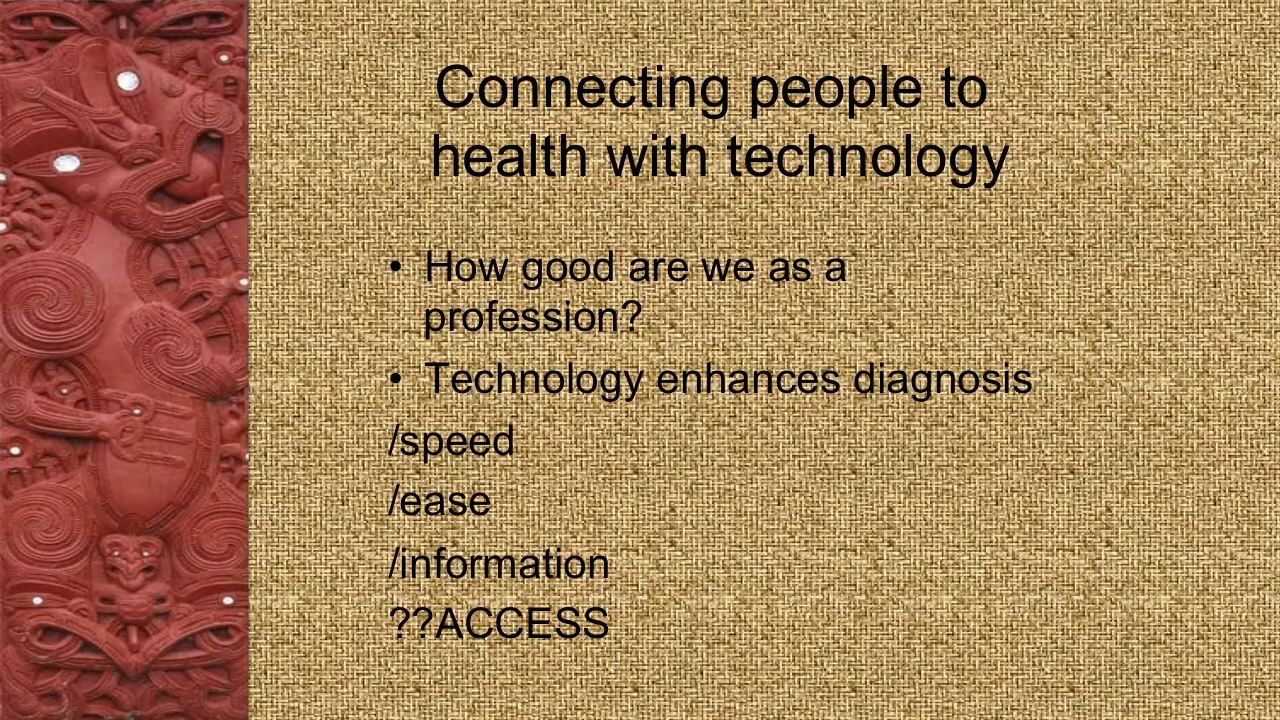 Connecting people to
health with technology
• How good are we as a
profession?
• Technology enhances diagnosis
/speed
/ease
/information
??ACCESS